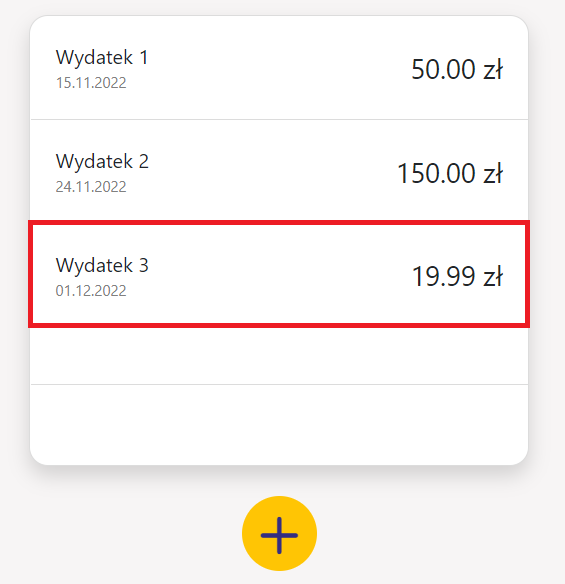 Wydatek 1
15.11.2022
50.00 zł
Wydatek 2
24.11.2022
150.00 zł
Wydatek 3
01.12.2022
19.99 zł